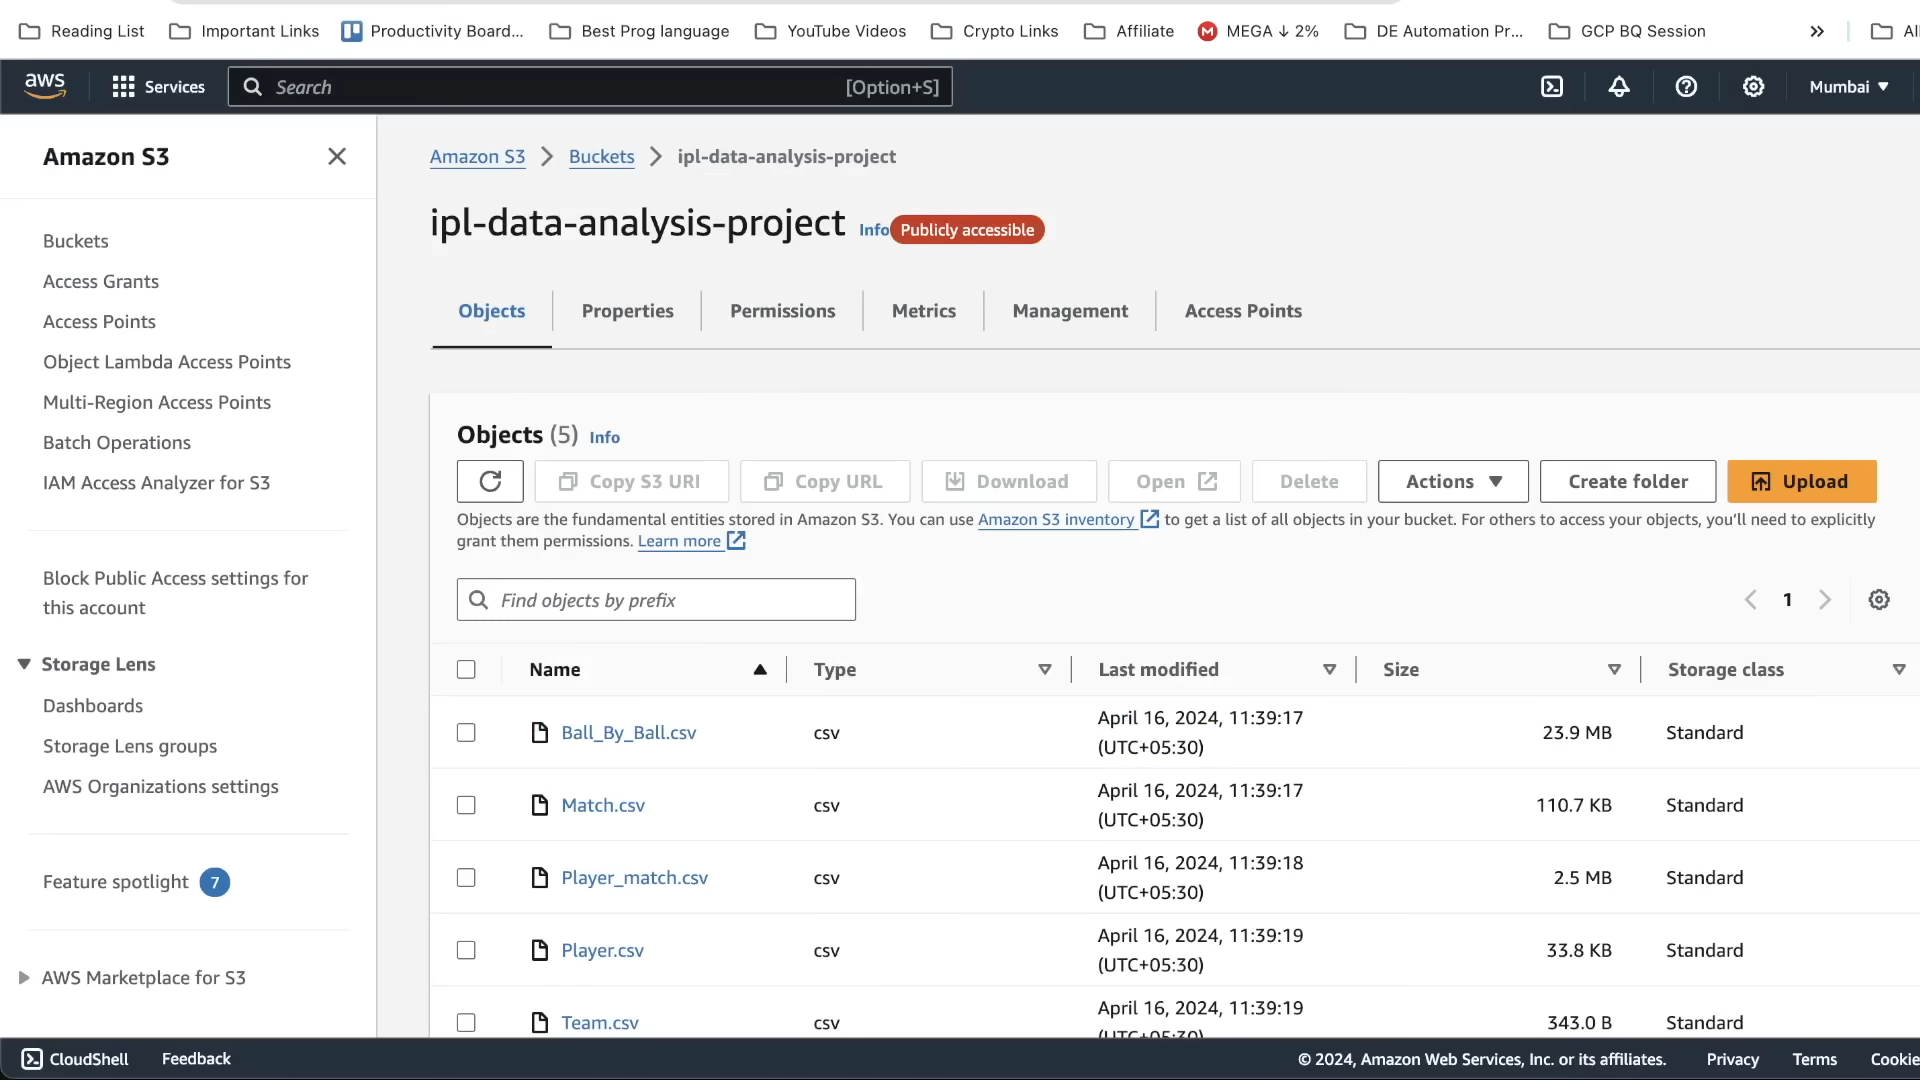 Reading List
Important Links
Productivity Board...
Best Prog language
YouTube Videos
Crypto Links
Affiliate
MEGA ↓ 2%
DE Automation Pr...
GCP BQ Session
aws
Services
Search
[Option+S]
Mumbai
Amazon S3
Buckets
Access Grants
Access Points
Object Lambda Access Points
Multi-Region Access Points
Batch Operations
IAM Access Analyzer for S3
Block Public Access settings for
this account
Storage Lens
Dashboards
Storage Lens groups
AWS Organizations settings
Feature spotlight 7
AWS Marketplace for S3
Amazon S3 > Buckets > ipl-data-analysis-project
ipl-data-analysis-project Info Publicly accessible
Objects
Properties
Permissions
Metrics
Management
Access Points
Objects (5) Info
Copy S3 URI
Copy URL
Download
Open
Delete
Actions
Create folder
Upload
Objects are the fundamental entities stored in Amazon S3. You can use Amazon S3 inventory to get a list of all objects in your bucket. For others to access your objects, you'll need to explicitly
grant them permissions. Learn more
Find objects by prefix
1
Name Type Last modified Size Storage class
Ball_By_Ball.csv csv April 16, 2024, 11:39:17 (UTC+05:30) 23.9 MB Standard
Match.csv csv April 16, 2024, 11:39:17 (UTC+05:30) 110.7 KB Standard
Player_match.csv csv April 16, 2024, 11:39:18 (UTC+05:30) 2.5 MB Standard
Player.csv csv April 16, 2024, 11:39:19 (UTC+05:30) 33.8 KB Standard
Team.csv csv April 16, 2024, 11:39:19 (UTC+05:30) 343.0 B Standard
CloudShell
Feedback
© 2024, Amazon Web Services, Inc. or its affiliates.
Privacy
Terms
Cookie